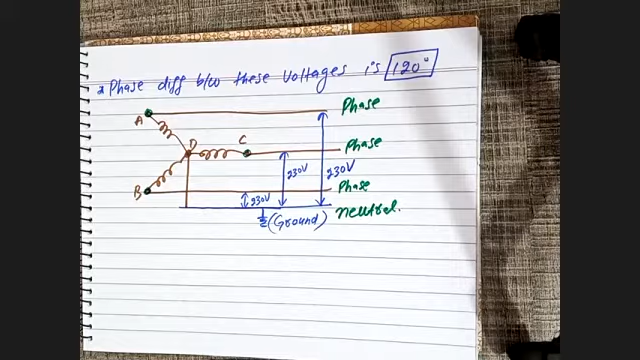 * Phase diff b/w these Voltages is 120°
Phase
A
D
C
Phase
230V
230V
B
Phase
230V
(Ground)
neutral.